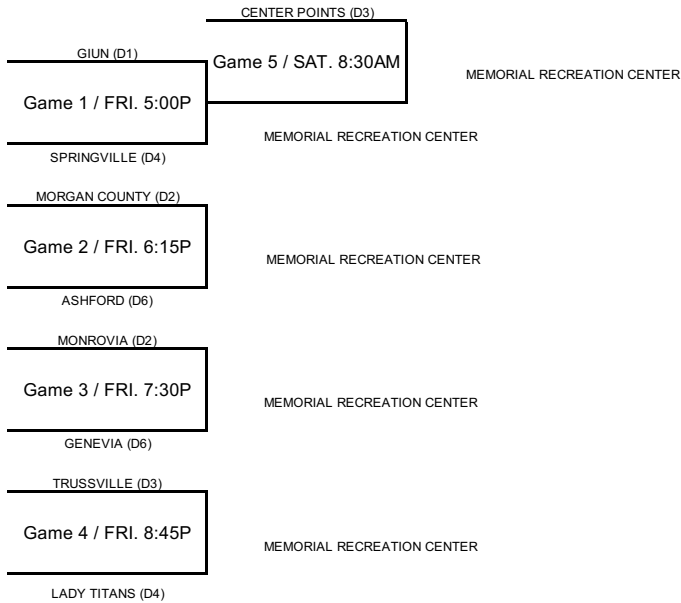 CENTER POINTS (D3)
GIUN (D1)
Game 5 / SAT. 8:30AM
MEMORIAL RECREATION CENTER
Game 1 / FRI. 5:00P
MEMORIAL RECREATION CENTER
SPRINGVILLE (D4)
MORGAN COUNTY (D2)
Game 2 / FRI. 6:15P
MEMORIAL RECREATION CENTER
ASHFORD (D6)
MONROVIA (D2)
Game 3 / FRI. 7:30P
MEMORIAL RECREATION CENTER
GENEVIA (D6)
TRUSSVILLE (D3)
Game 4 / FRI. 8:45P
MEMORIAL RECREATION CENTER
LADY TITANS (D4)